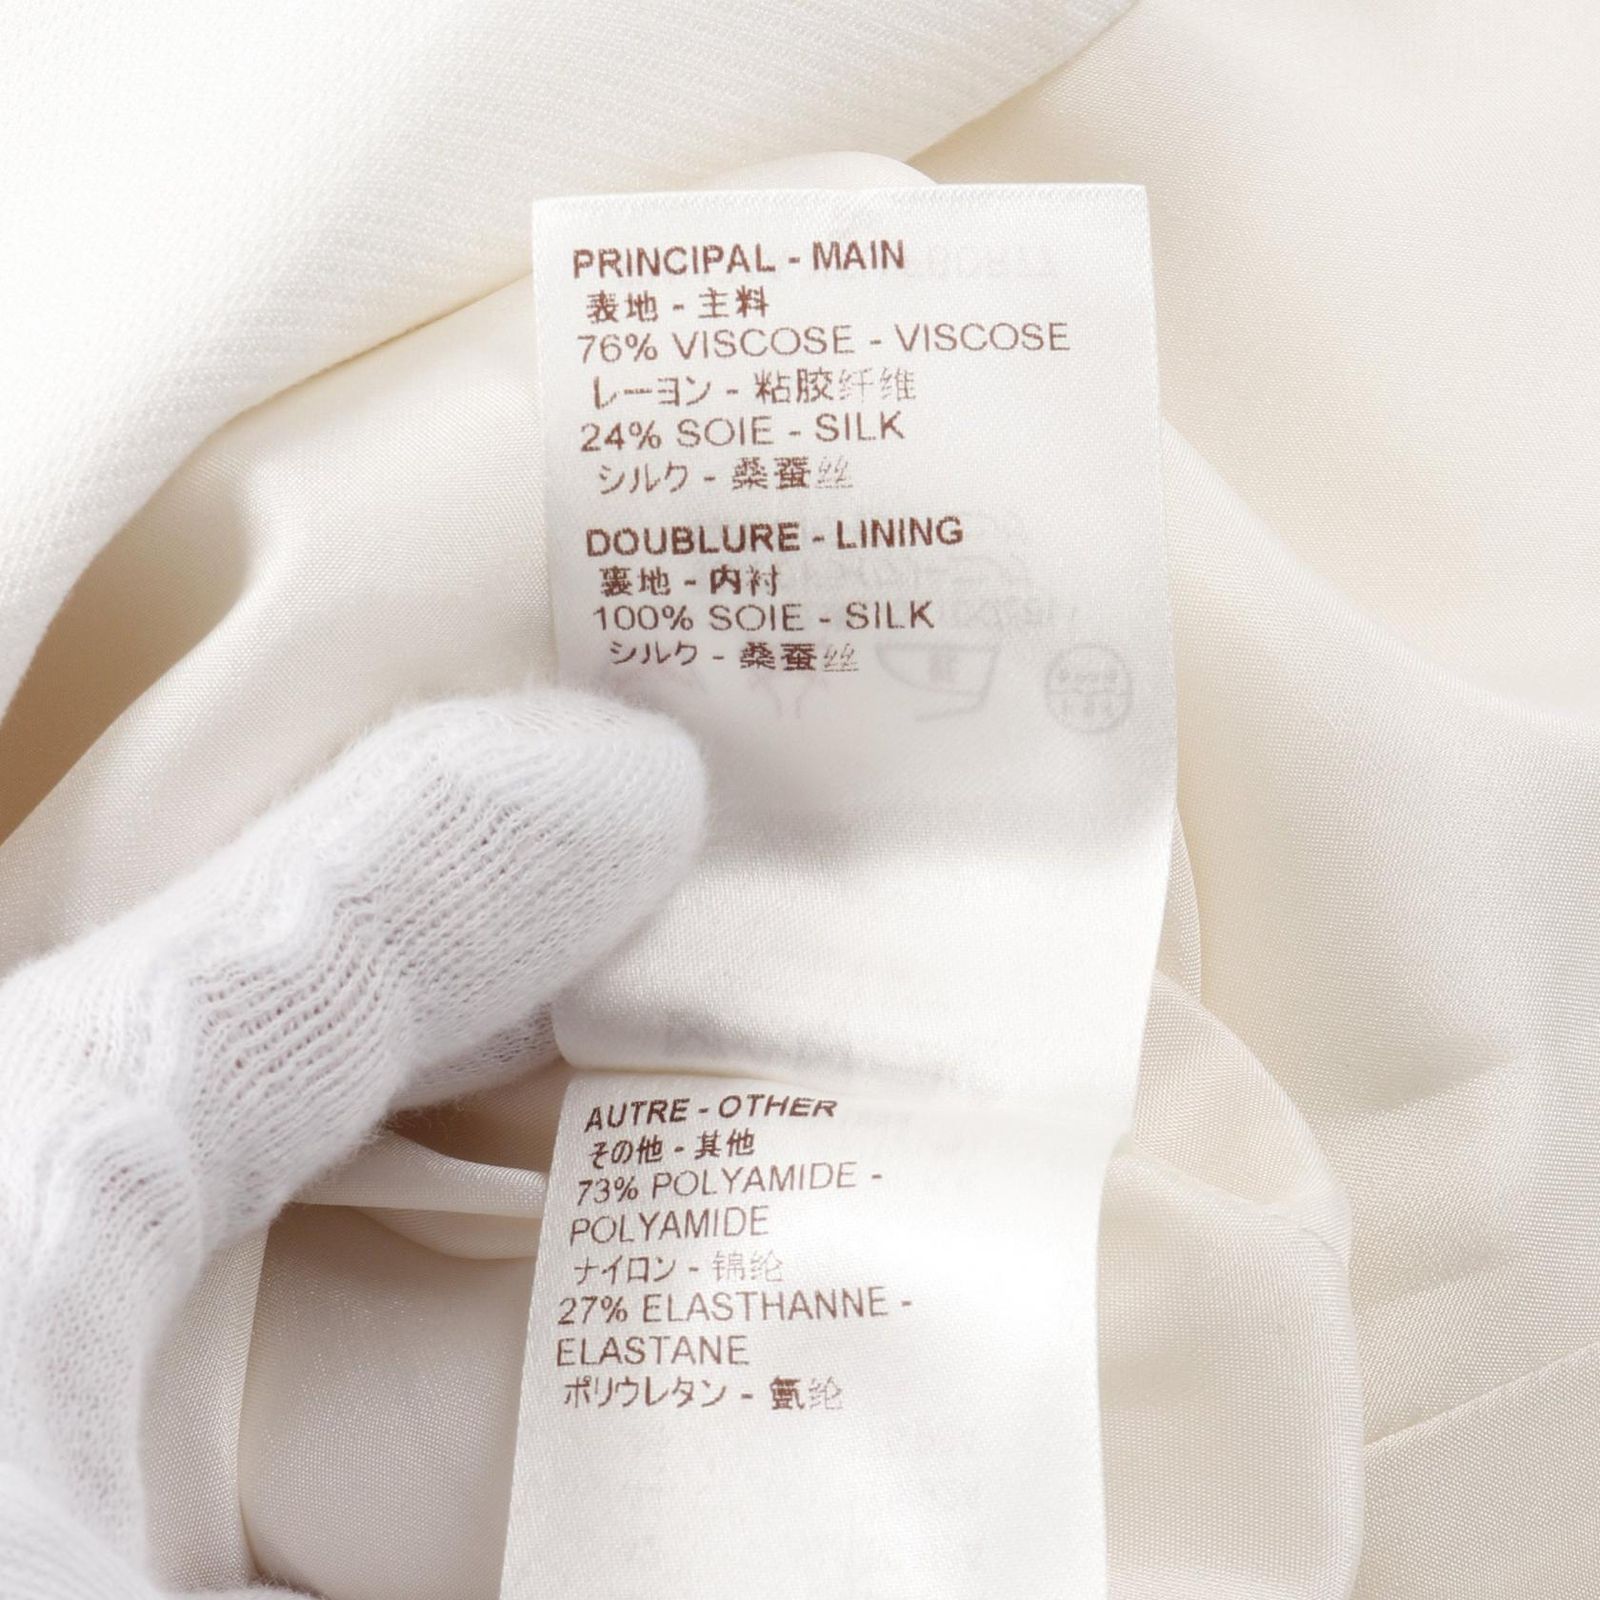 PRINCIPAL - MAIN
表地 - 主料
76% VISCOSE - VISCOSE
レーヨン - 粘胶纤维
24% SOIE - SILK
シルク - 桑蚕丝
DOUBLURE - LINING
裏地 - 内衬
100% SOIE - SILK
シルク - 桑蚕丝
AUTRE - OTHER
その他 - 其他
73% POLYAMIDE -
POLYAMIDE
ナイロン - 锦纶
27% ELASTHANNE -
ELASTANE
ポリウレタン - 氨纶